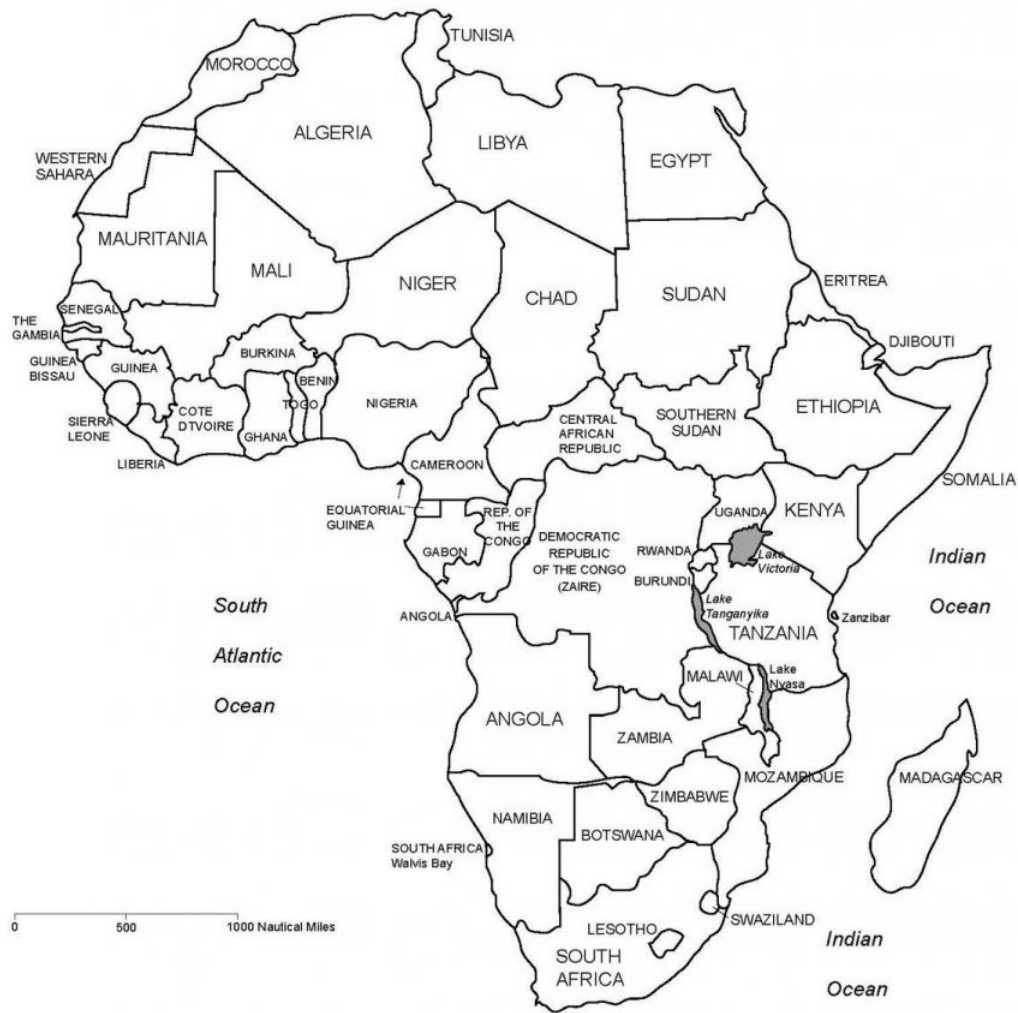 TUNISIA
MOROCCO
ALGERIA
LIBYA
EGYPT
WESTERN
SAHARA
MAURITANIA
MALI
NIGER
CHAD
SUDAN
ERITREA
SENEGAL
THE
GAMBIA
GUINEA
BISSAU
GUINEA
BURKINA
BENIN
TOGO
NIGERIA
DJIBOUTI
ETHIOPIA
SIERRA
LEONE
COTE
DTVOIRE
GHANA
LIBERIA
CENTRAL
AFRICAN
REPUBLIC
SOUTHERN
SUDAN
CAMEROON
SOMALIA
EQUATORIAL
GUINEA
REP. OF
THE
CONGO
GABON
DEMOCRATIC
REPUBLIC
OF THE CONGO
(ZAIRE)
UGANDA
KENYA
RWANDA
BURUNDI
Lake
Victoria
Indian
Ocean
Lake
Tanganyika
Zanzibar
TANZANIA
ANGOLA
South
Atlantic
Ocean
MALAWI
Lake
Nyasa
ANGOLA
ZAMBIA
MOZAMBIQUE
MADAGASCAR
ZIMBABWE
NAMIBIA
BOTSWANA
SOUTH AFRICA
Walvis Bay
0 500 1000 Nautical Miles
LESOTHO
SWAZILAND
SOUTH
AFRICA
Indian
Ocean